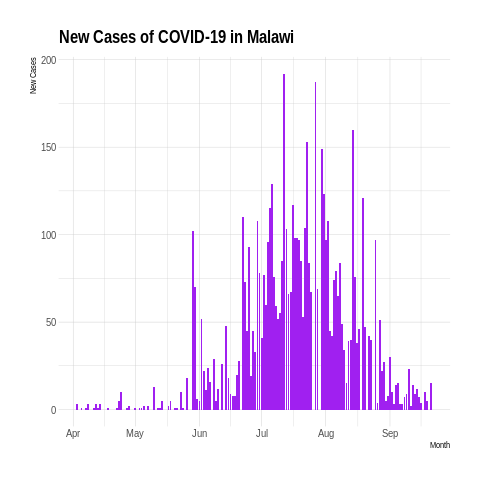 New Cases of COVID-19 in Malawi
New Cases
200
150
100
50
0
Apr May Jun Jul Aug Sep
Month